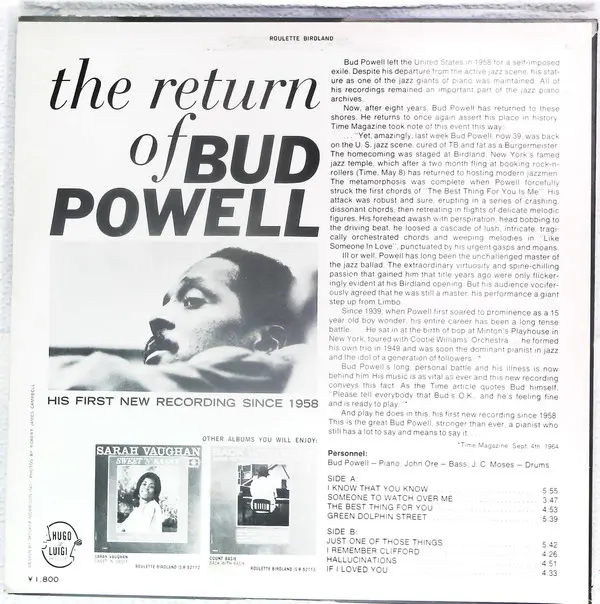 ROULETTE BIRDLAND
the return
of BUD
POWELL
HIS FIRST NEW RECORDING SINCE 1958
Bud Powell left the United States in 1958 for a self-imposed
exile. Despite his departure from the active jazz scene, his stat-
ure as one of the jazz giants of piano was maintained. All of
his recordings remained an important part of the jazz piano
archives.
Now, after eight years, Bud Powell has returned to these
shores. He returns to once again assert his place in history.
Time Magazine took note of this event this way:
..."Yet, amazingly, last week Bud Powell, now 39, was back
on the U.S. jazz scene, cured of TB and fat as a Burgermeister.
The homecoming was staged at Birdland, New York's famed
jazz temple, which after a two month fling at booking rock-n-
rollers (Time, May 8) has returned to hosting modern jazzmen.
The metamorphosis was complete when Powell forcefully
struck the first chords of "The Best Thing For You Is Me". His
attack was robust and sure, erupting in a series of crashing,
dissonant chords, then retreating in flights of delicate melodic
figures. His forehead awash with perspiration, head bobbing to
the driving beat, he loosed a cascade of lush, intricate, tragi-
cally orchestrated chords and weeping melodies in "Like
Someone In Love", punctuated by his urgent gasps and moans.
Ill or well, Powell has long been the unchallenged master of
the jazz ballad. The extraordinary virtuosity and spine-chilling
passion that gained him that title years ago were only flicker-
ingly evident at his Birdland opening. But his audience vocifer-
ously agreed that he was still a master, his performance a giant
step up from Limbo.
Since 1939, when Powell first soared to prominence as a 15
year old boy wonder, his entire career has been a long tense
battle. ... He sat in at the birth of bop at Minton's Playhouse in
New York, toured with Cootie Williams' Orchestra ... he formed
his own trio in 1949 and was soon the dominant pianist in jazz
and the idol of a generation of followers."*
Bud Powell's long, personal battle and his illness is now
behind him. His music is as vital as ever and this new recording
conveys this fact. As the Time article quotes Bud himself,
"Please tell everybody that Bud's O.K., and he's feeling fine
and is ready to play."*
And play he does in this, his first new recording since 1958.
This is the great Bud Powell, stronger than ever, a pianist who
still has a lot to say and means to say it.
*Time Magazine, Sept. 4th, 1964
Personnel:
Bud Powell – Piano, John Ore – Bass, J. C. Moses – Drums
SIDE A:
I KNOW THAT YOU KNOW 5:55
SOMEONE TO WATCH OVER ME 3:47
THE BEST THING FOR YOU 4:53
GREEN DOLPHIN STREET 5:39
SIDE B:
JUST ONE OF THOSE THINGS 5:42
I REMEMBER CLIFFORD 4:26
HALLUCINATIONS 4:51
IF I LOVED YOU 4:33
OTHER ALBUMS YOU WILL ENJOY:
SARAH VAUGHAN
SARAH VAUGHAN
ROULETTE BIRDLAND
COUNT BASIE
BACK WITH BASIE
ROULETTE BIRDLAND
PHOTOS BY ROBERT JAMES CAMPBELL
HUGO
&
LUIGI
¥1,800